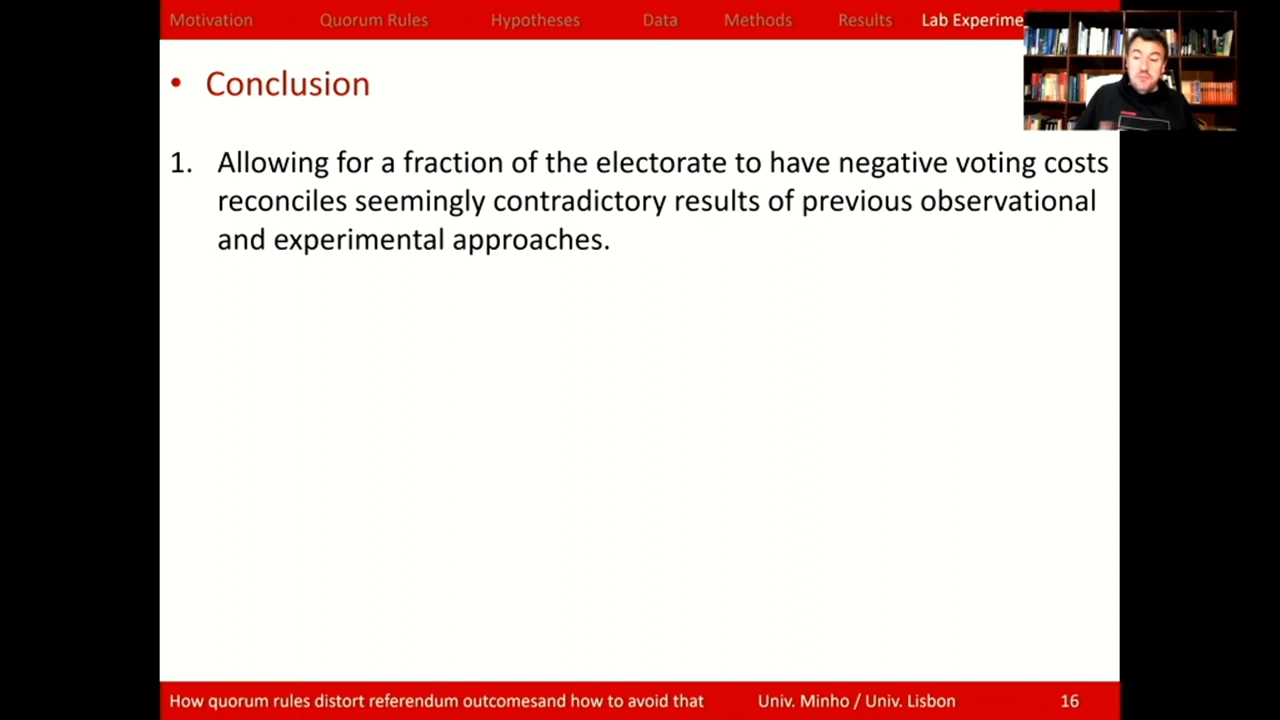 Motivation Quorum Rules Hypotheses Data Methods Results Lab Experime
• Conclusion
1. Allowing for a fraction of the electorate to have negative voting costs
reconciles seemingly contradictory results of previous observational
and experimental approaches.
How quorum rules distort referendum outcomesand how to avoid that Univ. Minho / Univ. Lisbon 16